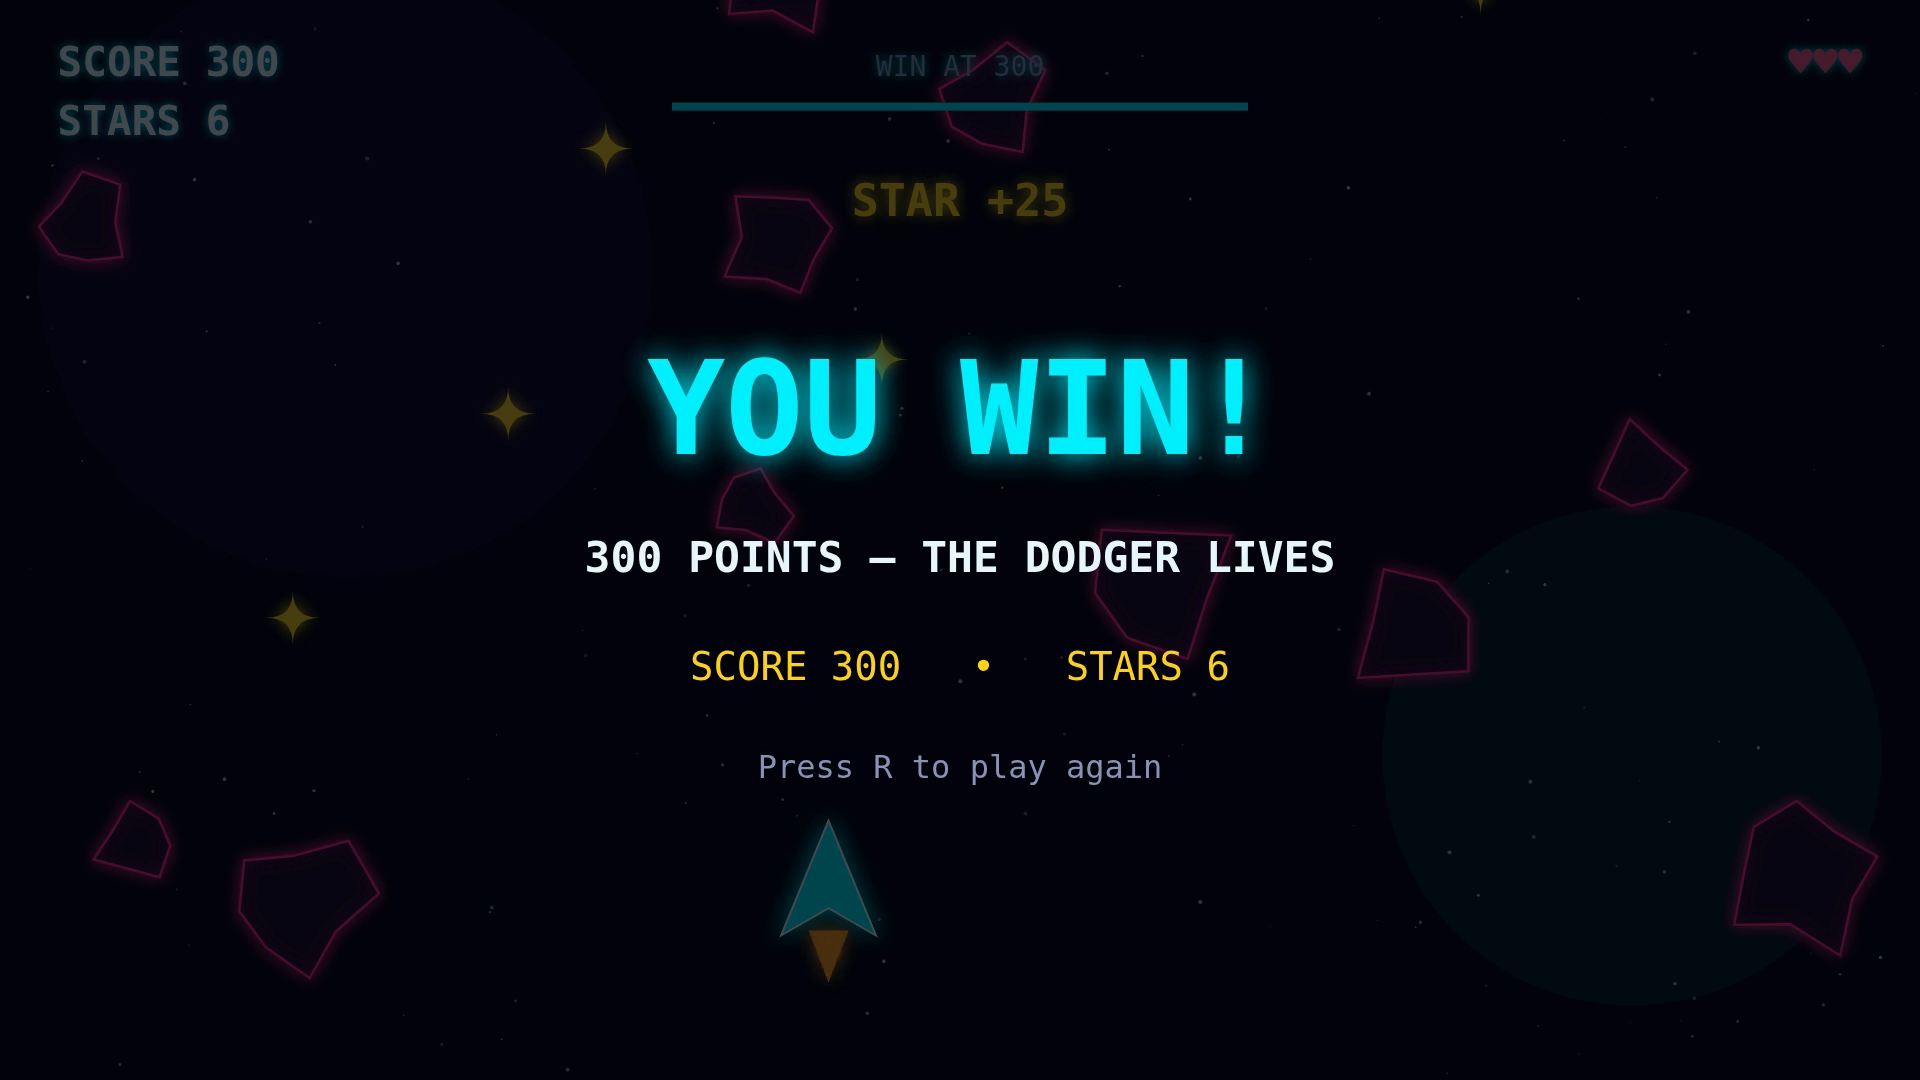 SCORE 300
WIN AT 300
♥♥♥
STARS 6
STAR +25
YOU WIN!
300 POINTS — THE DODGER LIVES
SCORE 300 • STARS 6
Press R to play again